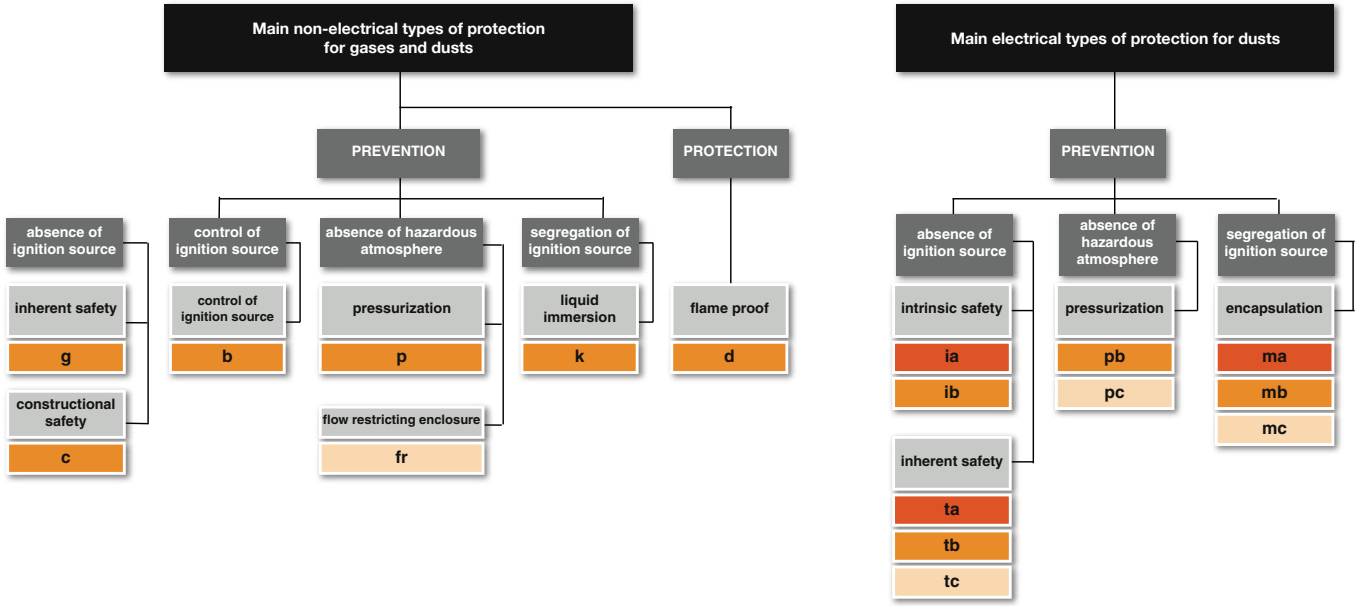 Main non-electrical types of protection
for gases and dusts
PREVENTION
PROTECTION
absence of
ignition source
inherent safety
g
constructional
safety
c
control of
ignition source
control of
ignition source
b
absence of hazardous
atmosphere
pressurization
p
flow restricting enclosure
fr
segregation of
ignition source
liquid
immersion
k
flame proof
d
Main electrical types of protection for dusts
PREVENTION
absence of
ignition source
intrinsic safety
ia
ib
inherent safety
ta
tb
tc
absence of
hazardous
atmosphere
pressurization
pb
pc
segregation of
ignition source
encapsulation
ma
mb
mc